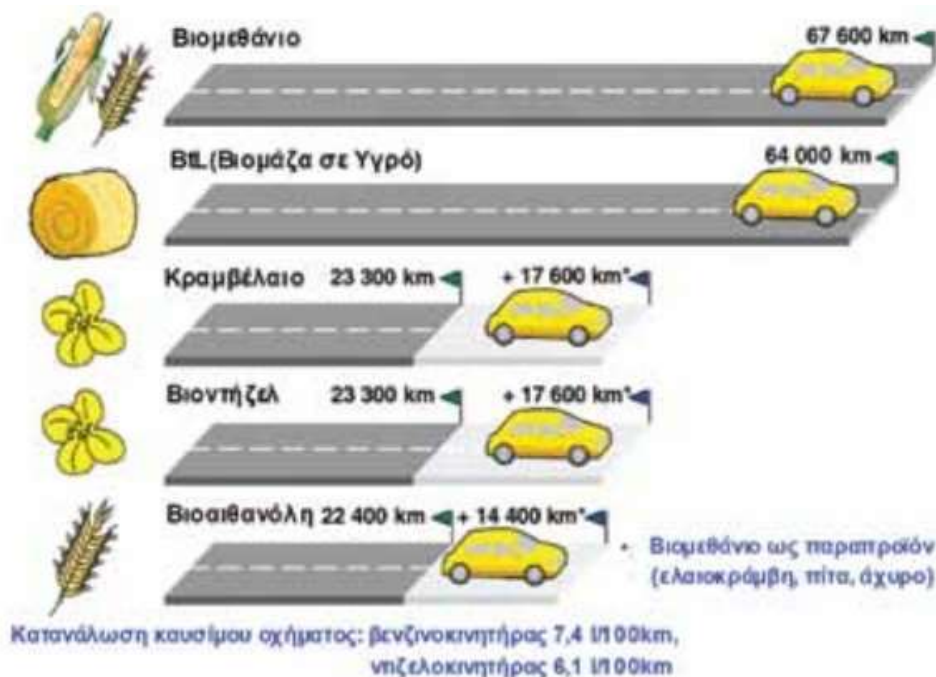 Βιομεθάνιο 67 600 km
BtL(Βιομάζα σε Υγρό) 64 000 km
Κραμβέλαιο 23 300 km + 17 600 km*
Βιοντήζελ 23 300 km + 17 600 km*
Βιοαιθανόλη 22 400 km + 14 400 km*
* Βιομεθάνιο ως παραπροϊόν
(ελαιοκράμβη, πίτα, άχυρο)
Κατανάλωση καυσίμου οχήματος: βενζινοκινητήρας 7,4 l/100km,
νηζελοκινητήρας 6,1 l/100km